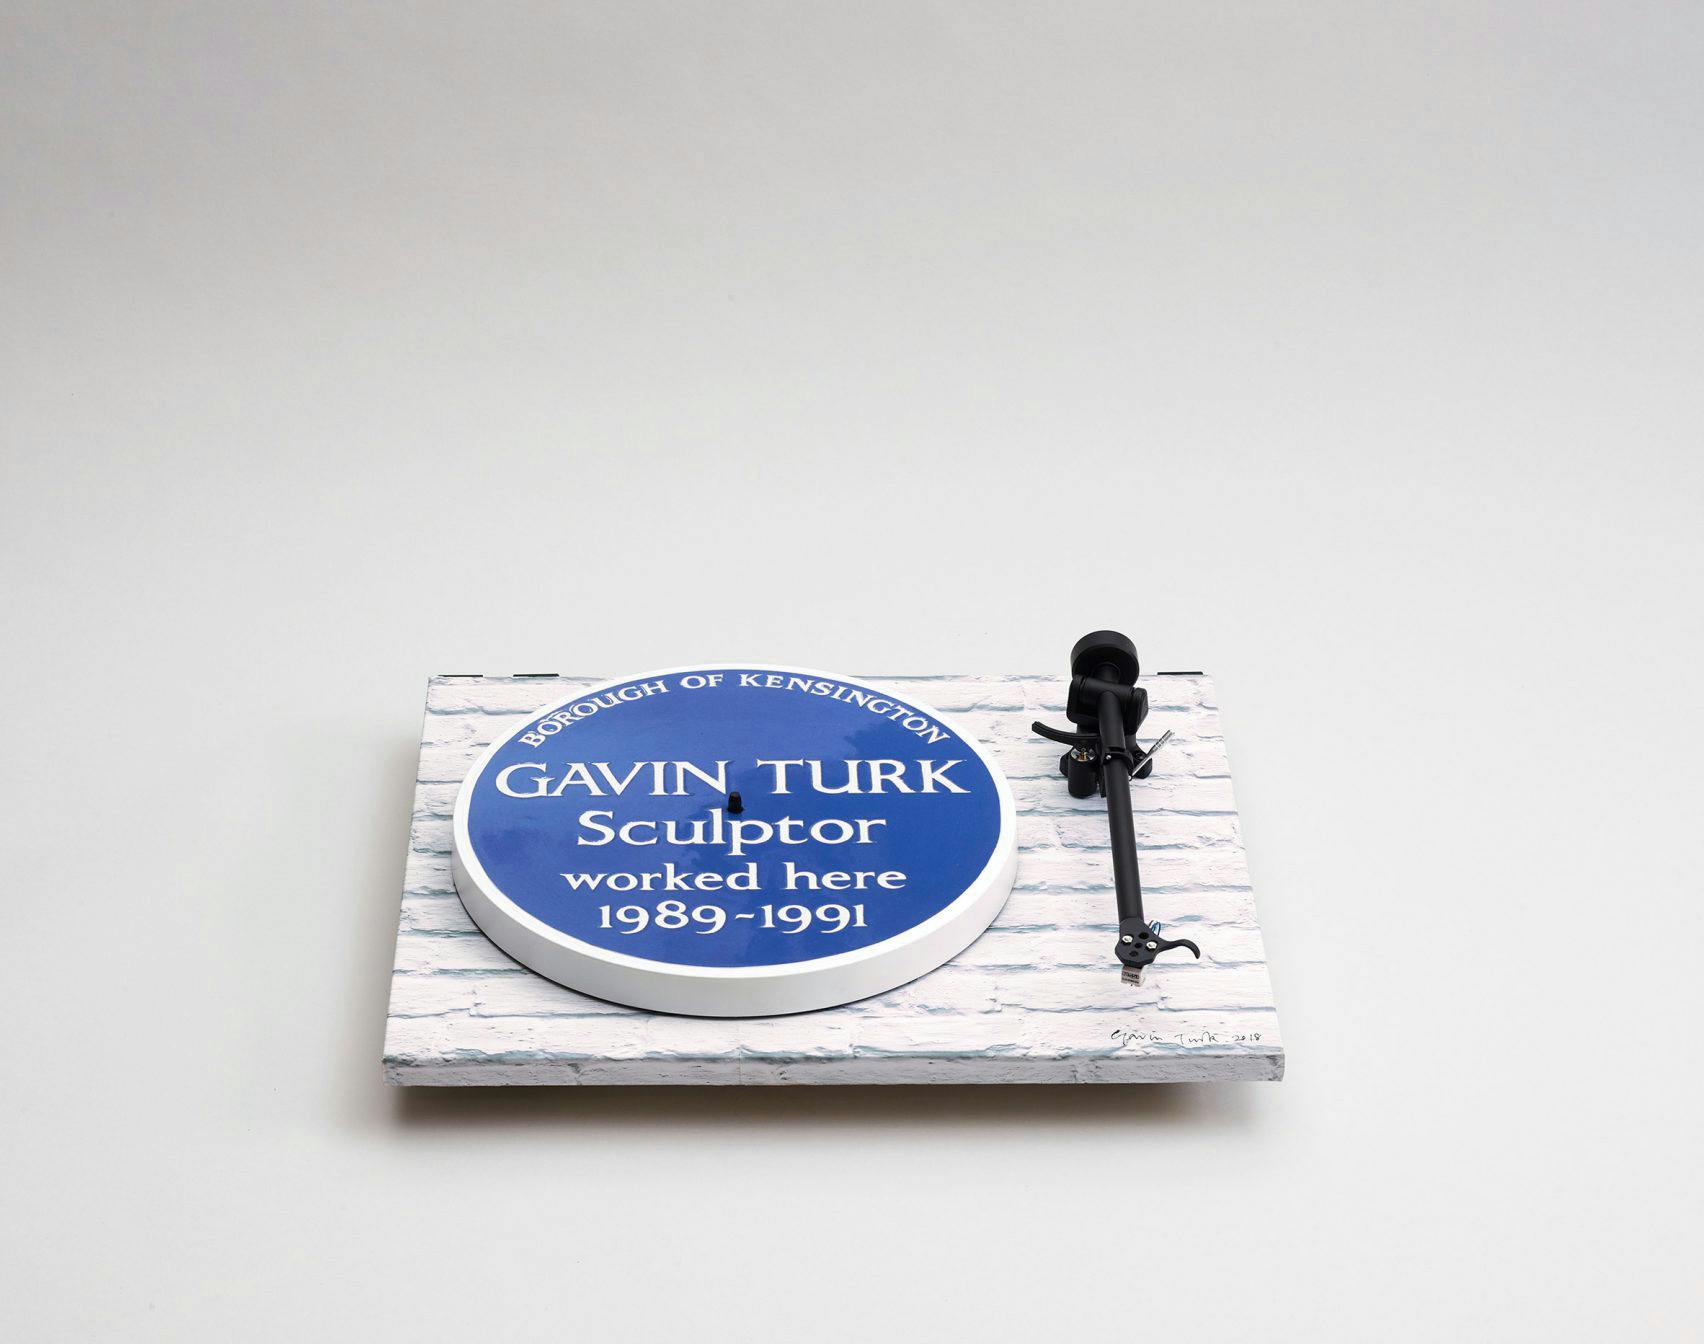 BOROUGH OF KENSINGTON
GAVIN TURK
Sculptor
worked here
1989-1991
Gavin Turk 2018